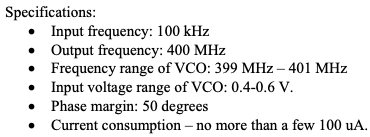 Specifications:
• Input frequency: 100 kHz
• Output frequency: 400 MHz
• Frequency range of VCO: 399 MHz – 401 MHz
• Input voltage range of VCO: 0.4-0.6 V.
• Phase margin: 50 degrees
• Current consumption – no more than a few 100 uA.